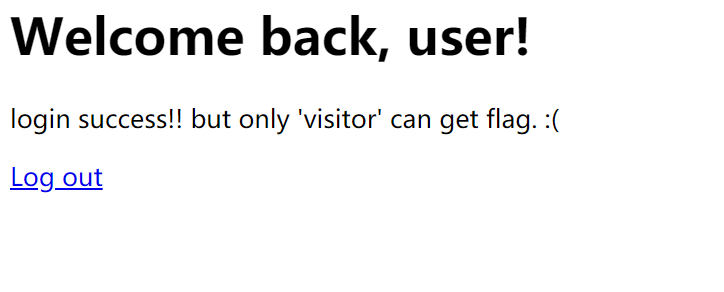 Welcome back, user!
login success!! but only 'visitor' can get flag. :(
Log out